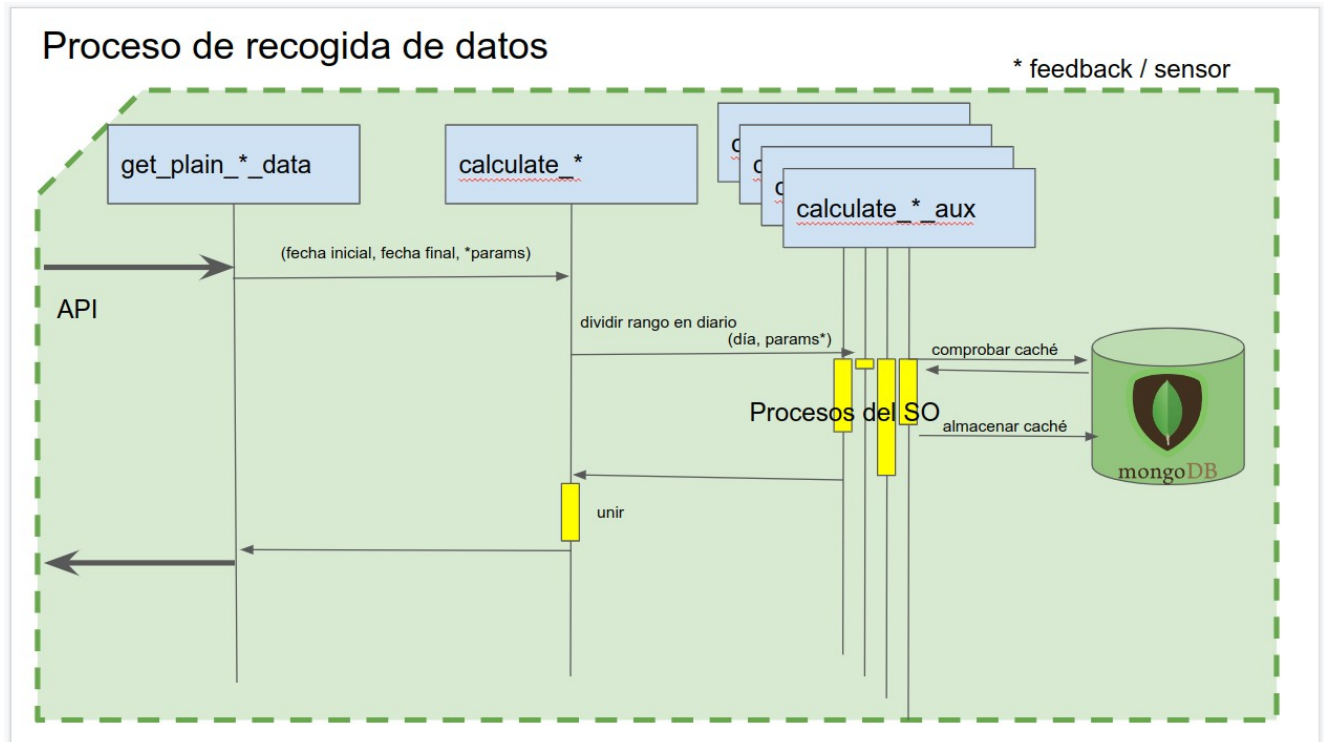 Proceso de recogida de datos
* feedback / sensor
get_plain_*_data
calculate_*
c
c
c
calculate_*_aux
(fecha inicial, fecha final, *params)
API
dividir rango en diario
(día, params*)
comprobar caché
Procesos del SO
almacenar caché
mongoDB
unir